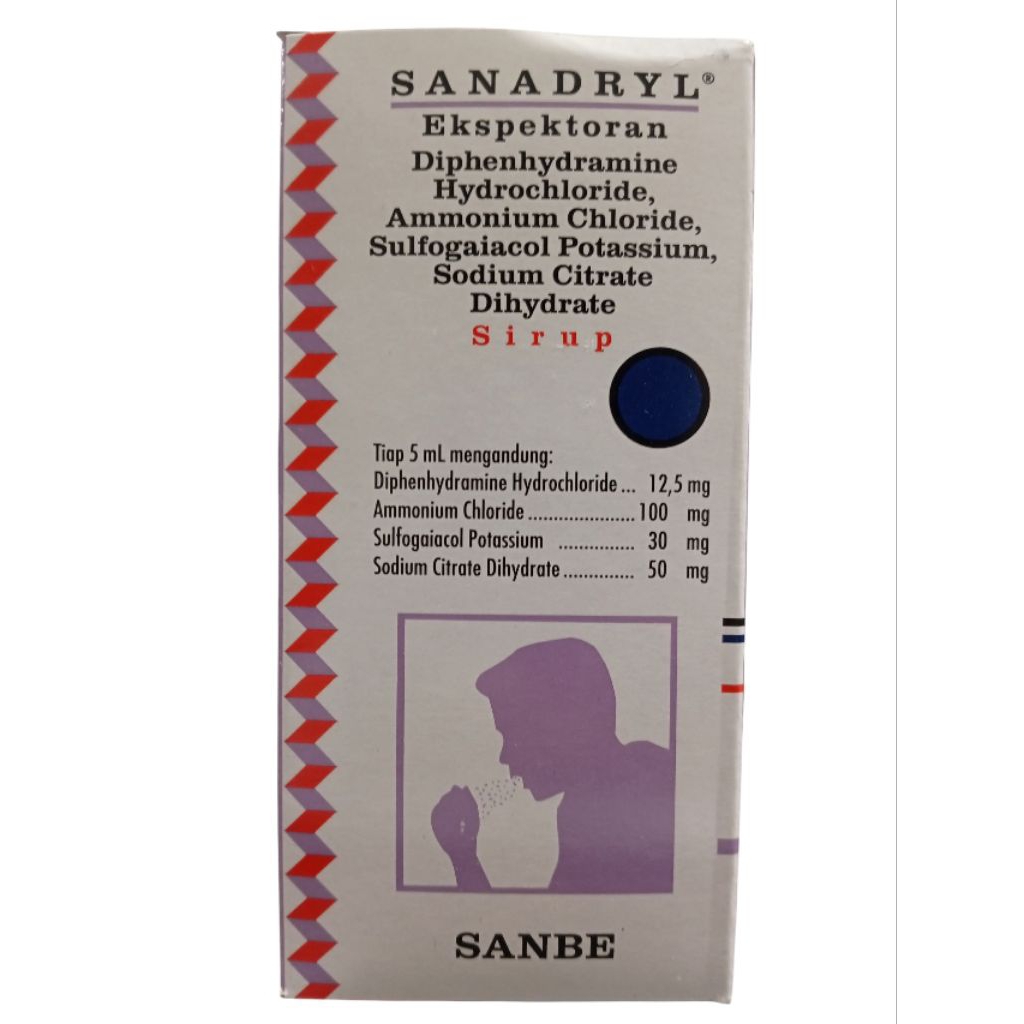 SANADRYL®
Ekspektoran
Diphenhydramine
Hydrochloride,
Ammonium Chloride,
Sulfogaiacol Potassium,
Sodium Citrate
Dihydrate
Sirup
Tiap 5 mL mengandung:
Diphenhydramine Hydrochloride ... 12,5 mg
Ammonium Chloride ..................... 100 mg
Sulfogaiacol Potassium ............... 30 mg
Sodium Citrate Dihydrate .............. 50 mg
SANBE